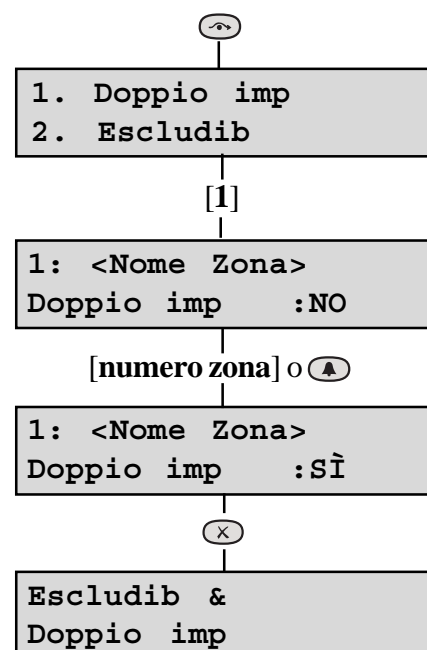 1. Doppio imp
2. Escludib
[1]
1: <Nome Zona>
Doppio imp :NO
[numero zona] o
1: <Nome Zona>
Doppio imp :SÌ
Escludib &
Doppio imp